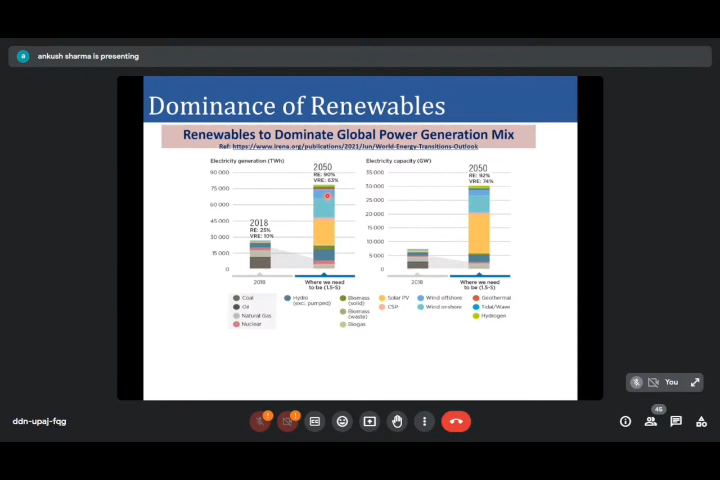 a ankush sharma is presenting
Dominance of Renewables
Renewables to Dominate Global Power Generation Mix
Ref: https://www.irena.org/publications/2021/Jun/World-Energy-Transitions-Outlook
Electricity generation (TWh)
90 000
75 000
60 000
45 000
30 000
15 000
0
2018
RE: 25%
VRE: 10%
2050
RE: 90%
VRE: 63%
2018
Where we need
to be (1.5-S)
Electricity capacity (GW)
35 000
30 000
25 000
20 000
15 000
10 000
5 000
0
2050
RE: 92%
VRE: 74%
2018
Where we need
to be (1.5-S)
Coal
Oil
Natural Gas
Nuclear
Hydro
(exc. pumped)
Biomass
(solid)
Biomass
(waste)
Biogas
Solar PV
CSP
Wind offshore
Wind onshore
Geothermal
Tidal/Wave
Hydrogen
You
ddn-upaj-fqg
45